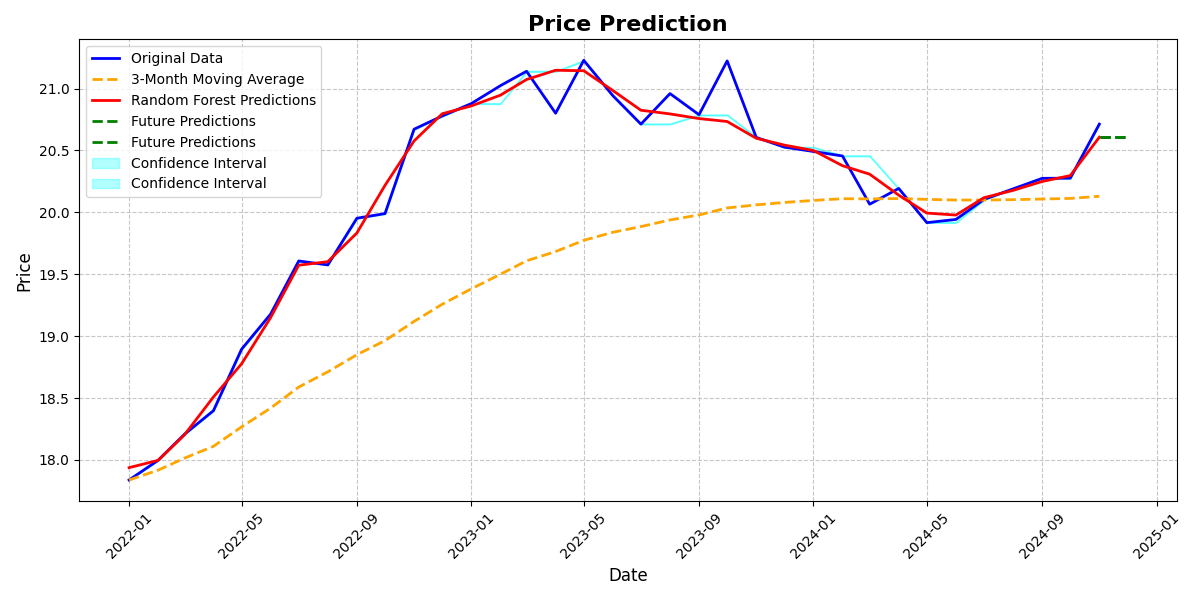 Price Prediction
Original Data
3-Month Moving Average
Random Forest Predictions
Future Predictions
Future Predictions
Confidence Interval
Confidence Interval
Price
21.0
20.5
20.0
19.5
19.0
18.5
18.0
2022-01
2022-05
2022-09
2023-01
2023-05
2023-09
2024-01
2024-05
2024-09
2025-01
Date